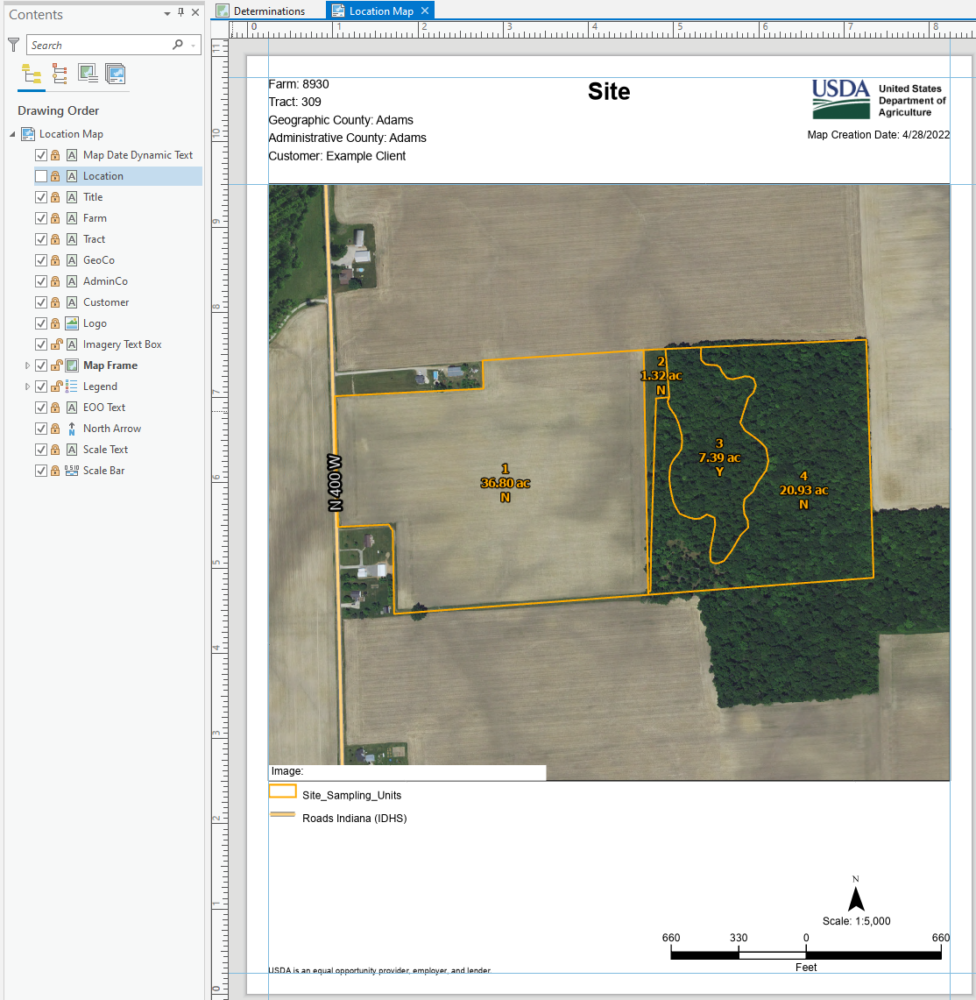 Contents
Search
Drawing Order
Location Map
Map Date Dynamic Text
Location
Title
Farm
Tract
GeoCo
AdminCo
Customer
Logo
Imagery Text Box
Map Frame
Legend
EOO Text
North Arrow
Scale Text
Scale Bar
Determinations
Location Map
0 1 2 3 4 5 6 7 8
11
10
9
8
7
6
5
4
3
2
1
0
Farm: 8930
Tract: 309
Geographic County: Adams
Administrative County: Adams
Customer: Example Client
Site
USDA
United States
Department of
Agriculture
Map Creation Date: 4/28/2022
N 400 W
1
36.80 ac
N
2
1.32 ac
N
3
7.39 ac
Y
4
20.93 ac
N
Image:
Site_Sampling_Units
Roads Indiana (IDHS)
N
Scale: 1:5,000
660 330 0 660
Feet
USDA is an equal opportunity provider, employer, and lender.